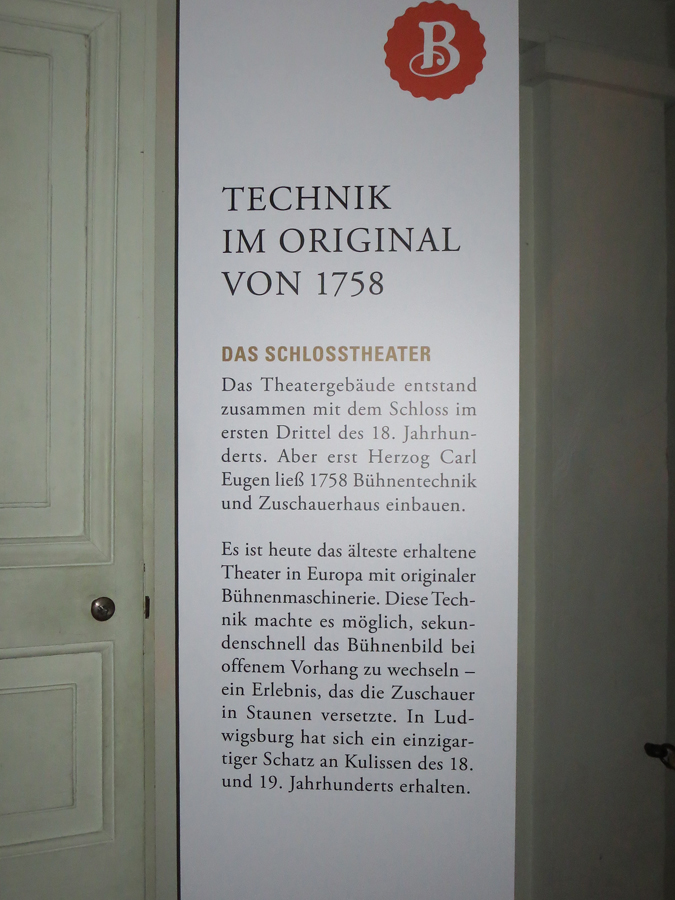 B
TECHNIK
IM ORIGINAL
VON 1758
DAS SCHLOSSTHEATER
Das Theatergebäude entstand
zusammen mit dem Schloss im
ersten Drittel des 18. Jahrhun-
derts. Aber erst Herzog Carl
Eugen ließ 1758 Bühnentechnik
und Zuschauerhaus einbauen.
Es ist heute das älteste erhaltene
Theater in Europa mit originaler
Bühnenmaschinerie. Diese Tech-
nik machte es möglich, sekun-
denschnell das Bühnenbild bei
offenem Vorhang zu wechseln –
ein Erlebnis, das die Zuschauer
in Staunen versetzte. In Lud-
wigsburg hat sich ein einzigar-
tiger Schatz an Kulissen des 18.
und 19. Jahrhunderts erhalten.